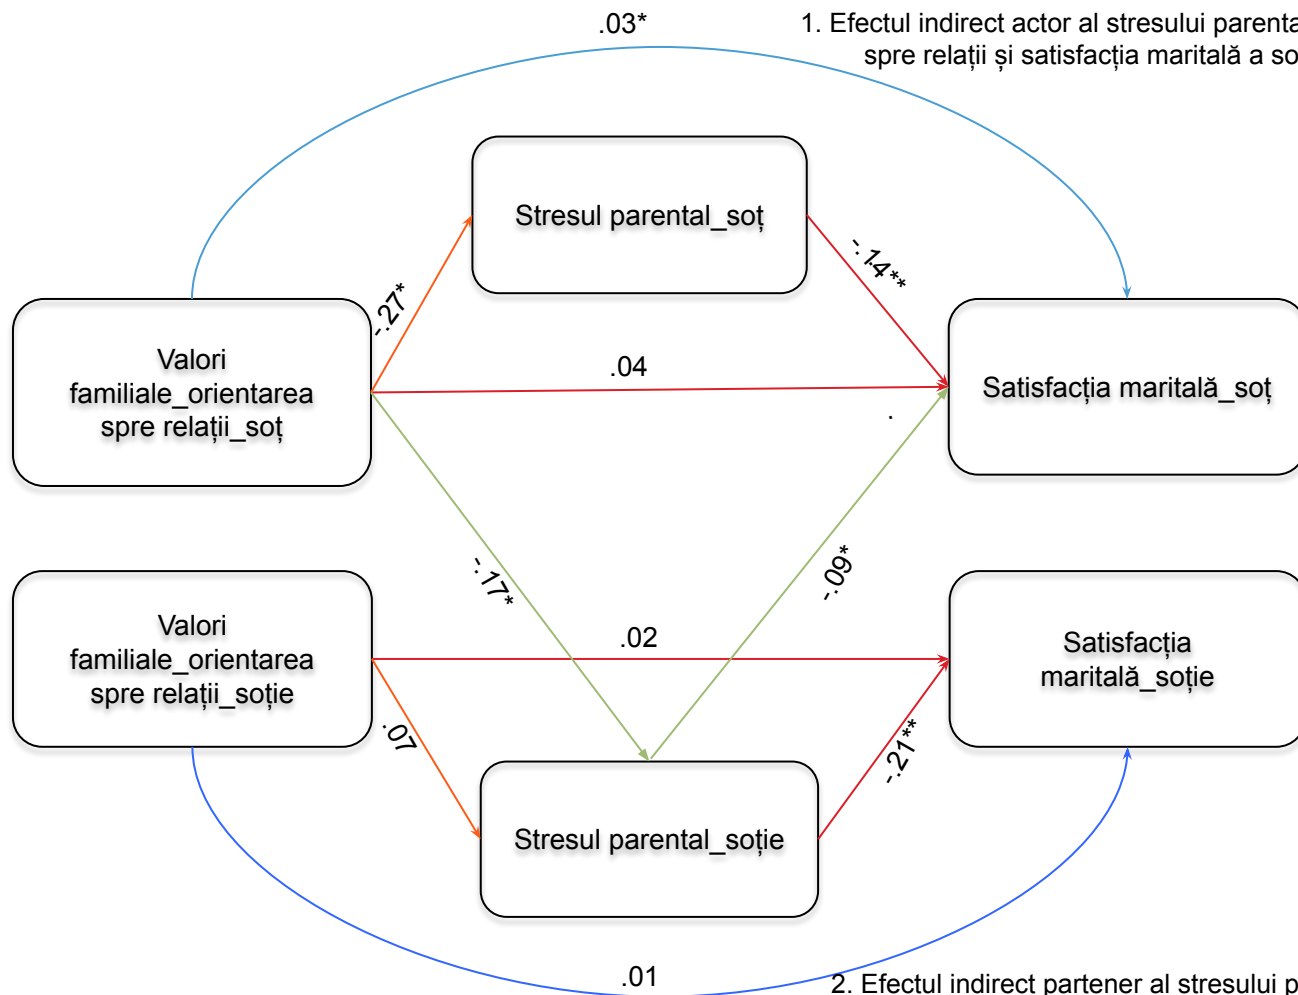 .03*
1. Efectul indirect actor al stresului parenta
spre relații și satisfacția maritală a so
Stresul parental_soț
-.27*
-.14**
Valori
familiale_orientarea
spre relații_soț
.04
Satisfacția maritală_soț
.
-.17*
-.09*
Valori
familiale_orientarea
spre relații_soție
.02
Satisfacția
maritală_soție
.07
-.21**
Stresul parental_soție
.01
2. Efectul indirect partener al stresului p